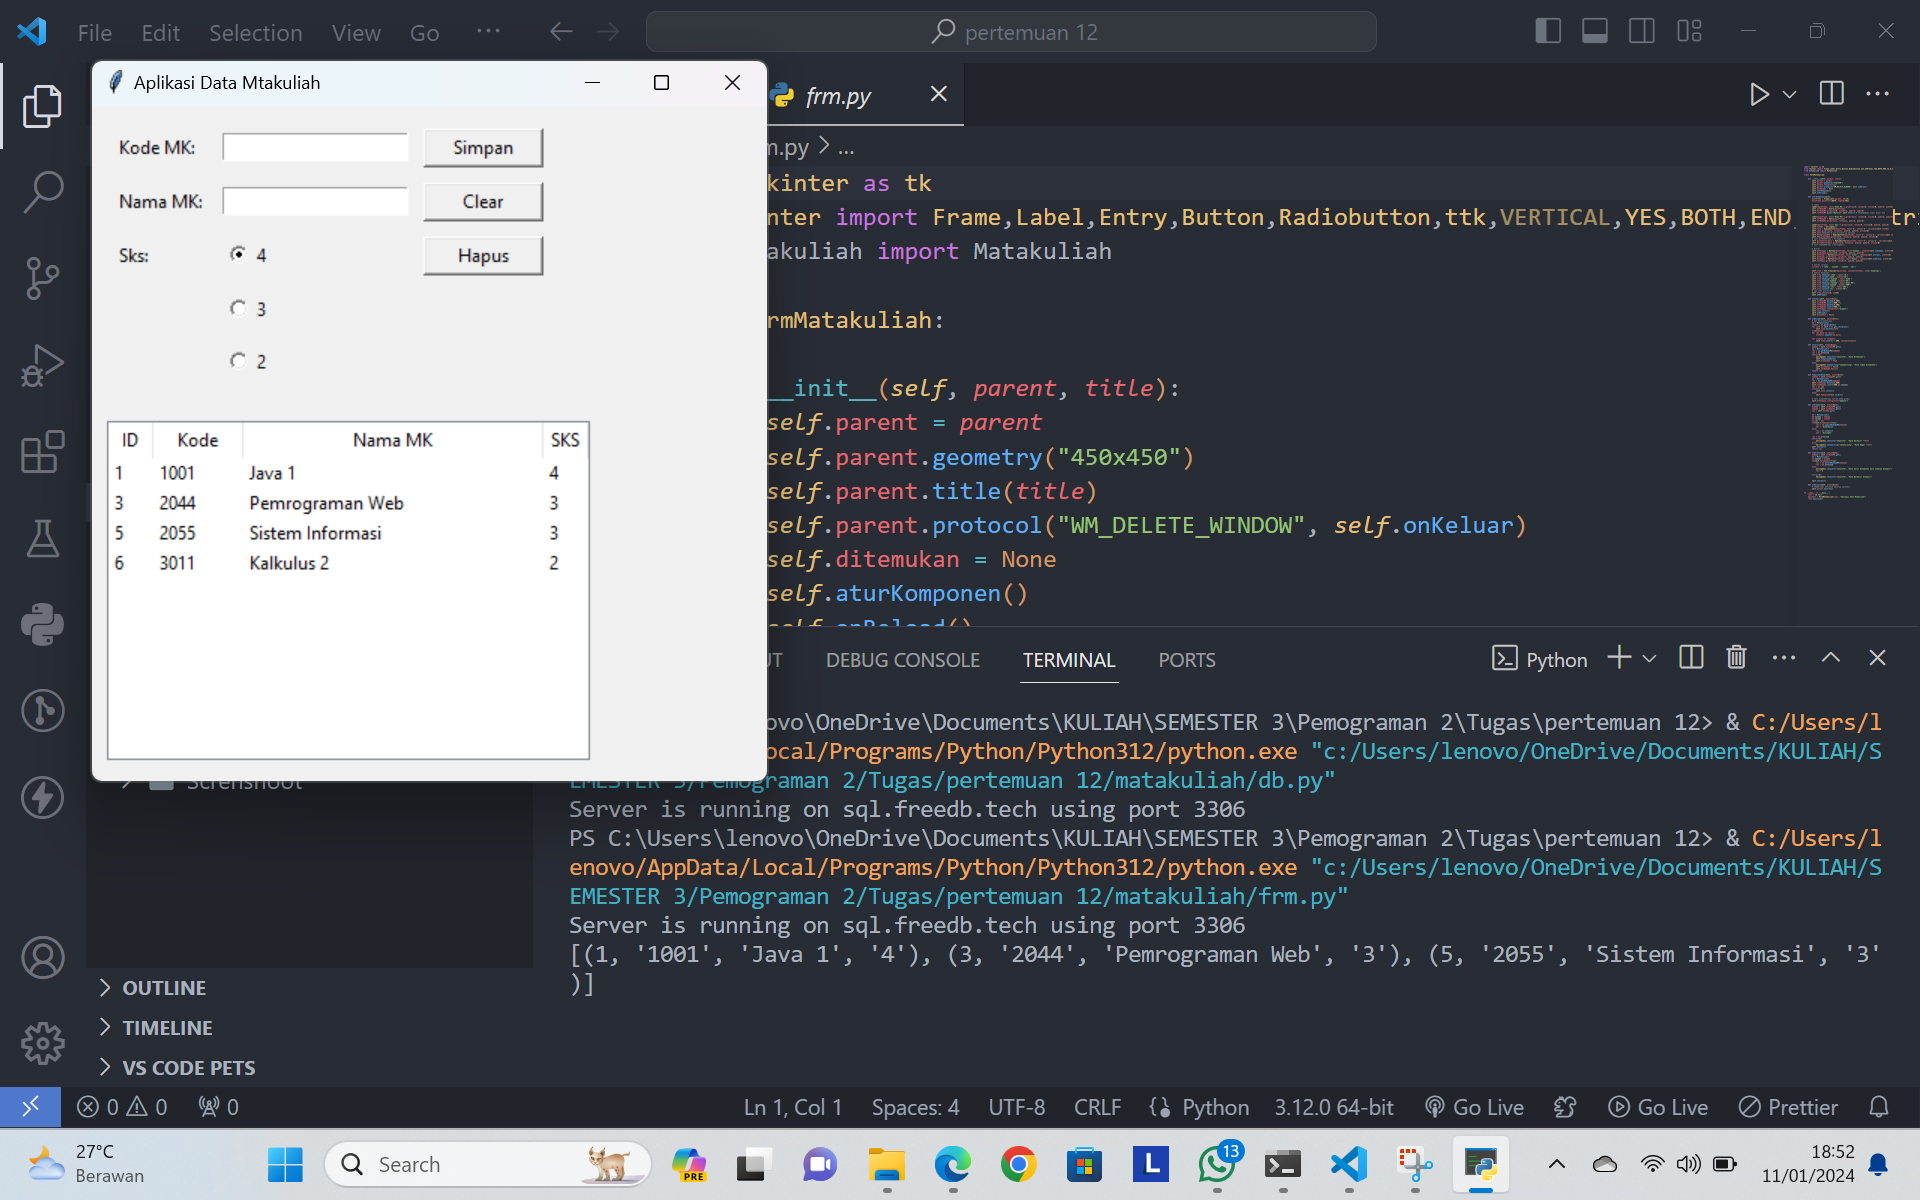 File Edit Selection View Go ...
pertemuan 12
Aplikasi Data Mtakuliah
Kode MK:
Simpan
Nama MK:
Clear
Sks:
4
Hapus
3
2
ID Kode Nama MK SKS
1 1001 Java 1 4
3 2044 Pemrograman Web 3
5 2055 Sistem Informasi 3
6 3011 Kalkulus 2 2
frm.py
m.py > ...
kinter as tk
nter import Frame,Label,Entry,Button,Radiobutton,ttk,VERTICAL,YES,BOTH,END,
akuliah import Matakuliah
rmMatakuliah:
__init__(self, parent, title):
self.parent = parent
self.parent.geometry("450x450")
self.parent.title(title)
self.parent.protocol("WM_DELETE_WINDOW", self.onKeluar)
self.ditemukan = None
self.aturKomponen()
self.onReload()
UT DEBUG CONSOLE TERMINAL PORTS
Python
ovo\OneDrive\Documents\KULIAH\SEMESTER 3\Pemograman 2\Tugas\pertemuan 12> & C:/Users/l
ocal/Programs/Python/Python312/python.exe "c:/Users/lenovo/OneDrive/Documents/KULIAH/S
EMESTER 3/Pemograman 2/Tugas/pertemuan 12/matakuliah/db.py"
Server is running on sql.freedb.tech using port 3306
PS C:\Users\lenovo\OneDrive\Documents\KULIAH\SEMESTER 3\Pemograman 2\Tugas\pertemuan 12> & C:/Users/l
enovo/AppData/Local/Programs/Python/Python312/python.exe "c:/Users/lenovo/OneDrive/Documents/KULIAH/S
EMESTER 3/Pemograman 2/Tugas/pertemuan 12/matakuliah/frm.py"
Server is running on sql.freedb.tech using port 3306
[(1, '1001', 'Java 1', '4'), (3, '2044', 'Pemrograman Web', '3'), (5, '2055', 'Sistem Informasi', '3'
)]
Screnshoot
OUTLINE
TIMELINE
VS CODE PETS
0 0 0
Ln 1, Col 1 Spaces: 4 UTF-8 CRLF Python 3.12.0 64-bit Go Live Go Live Prettier
27°C
Berawan
Search
PRE
L
13
18:52
11/01/2024